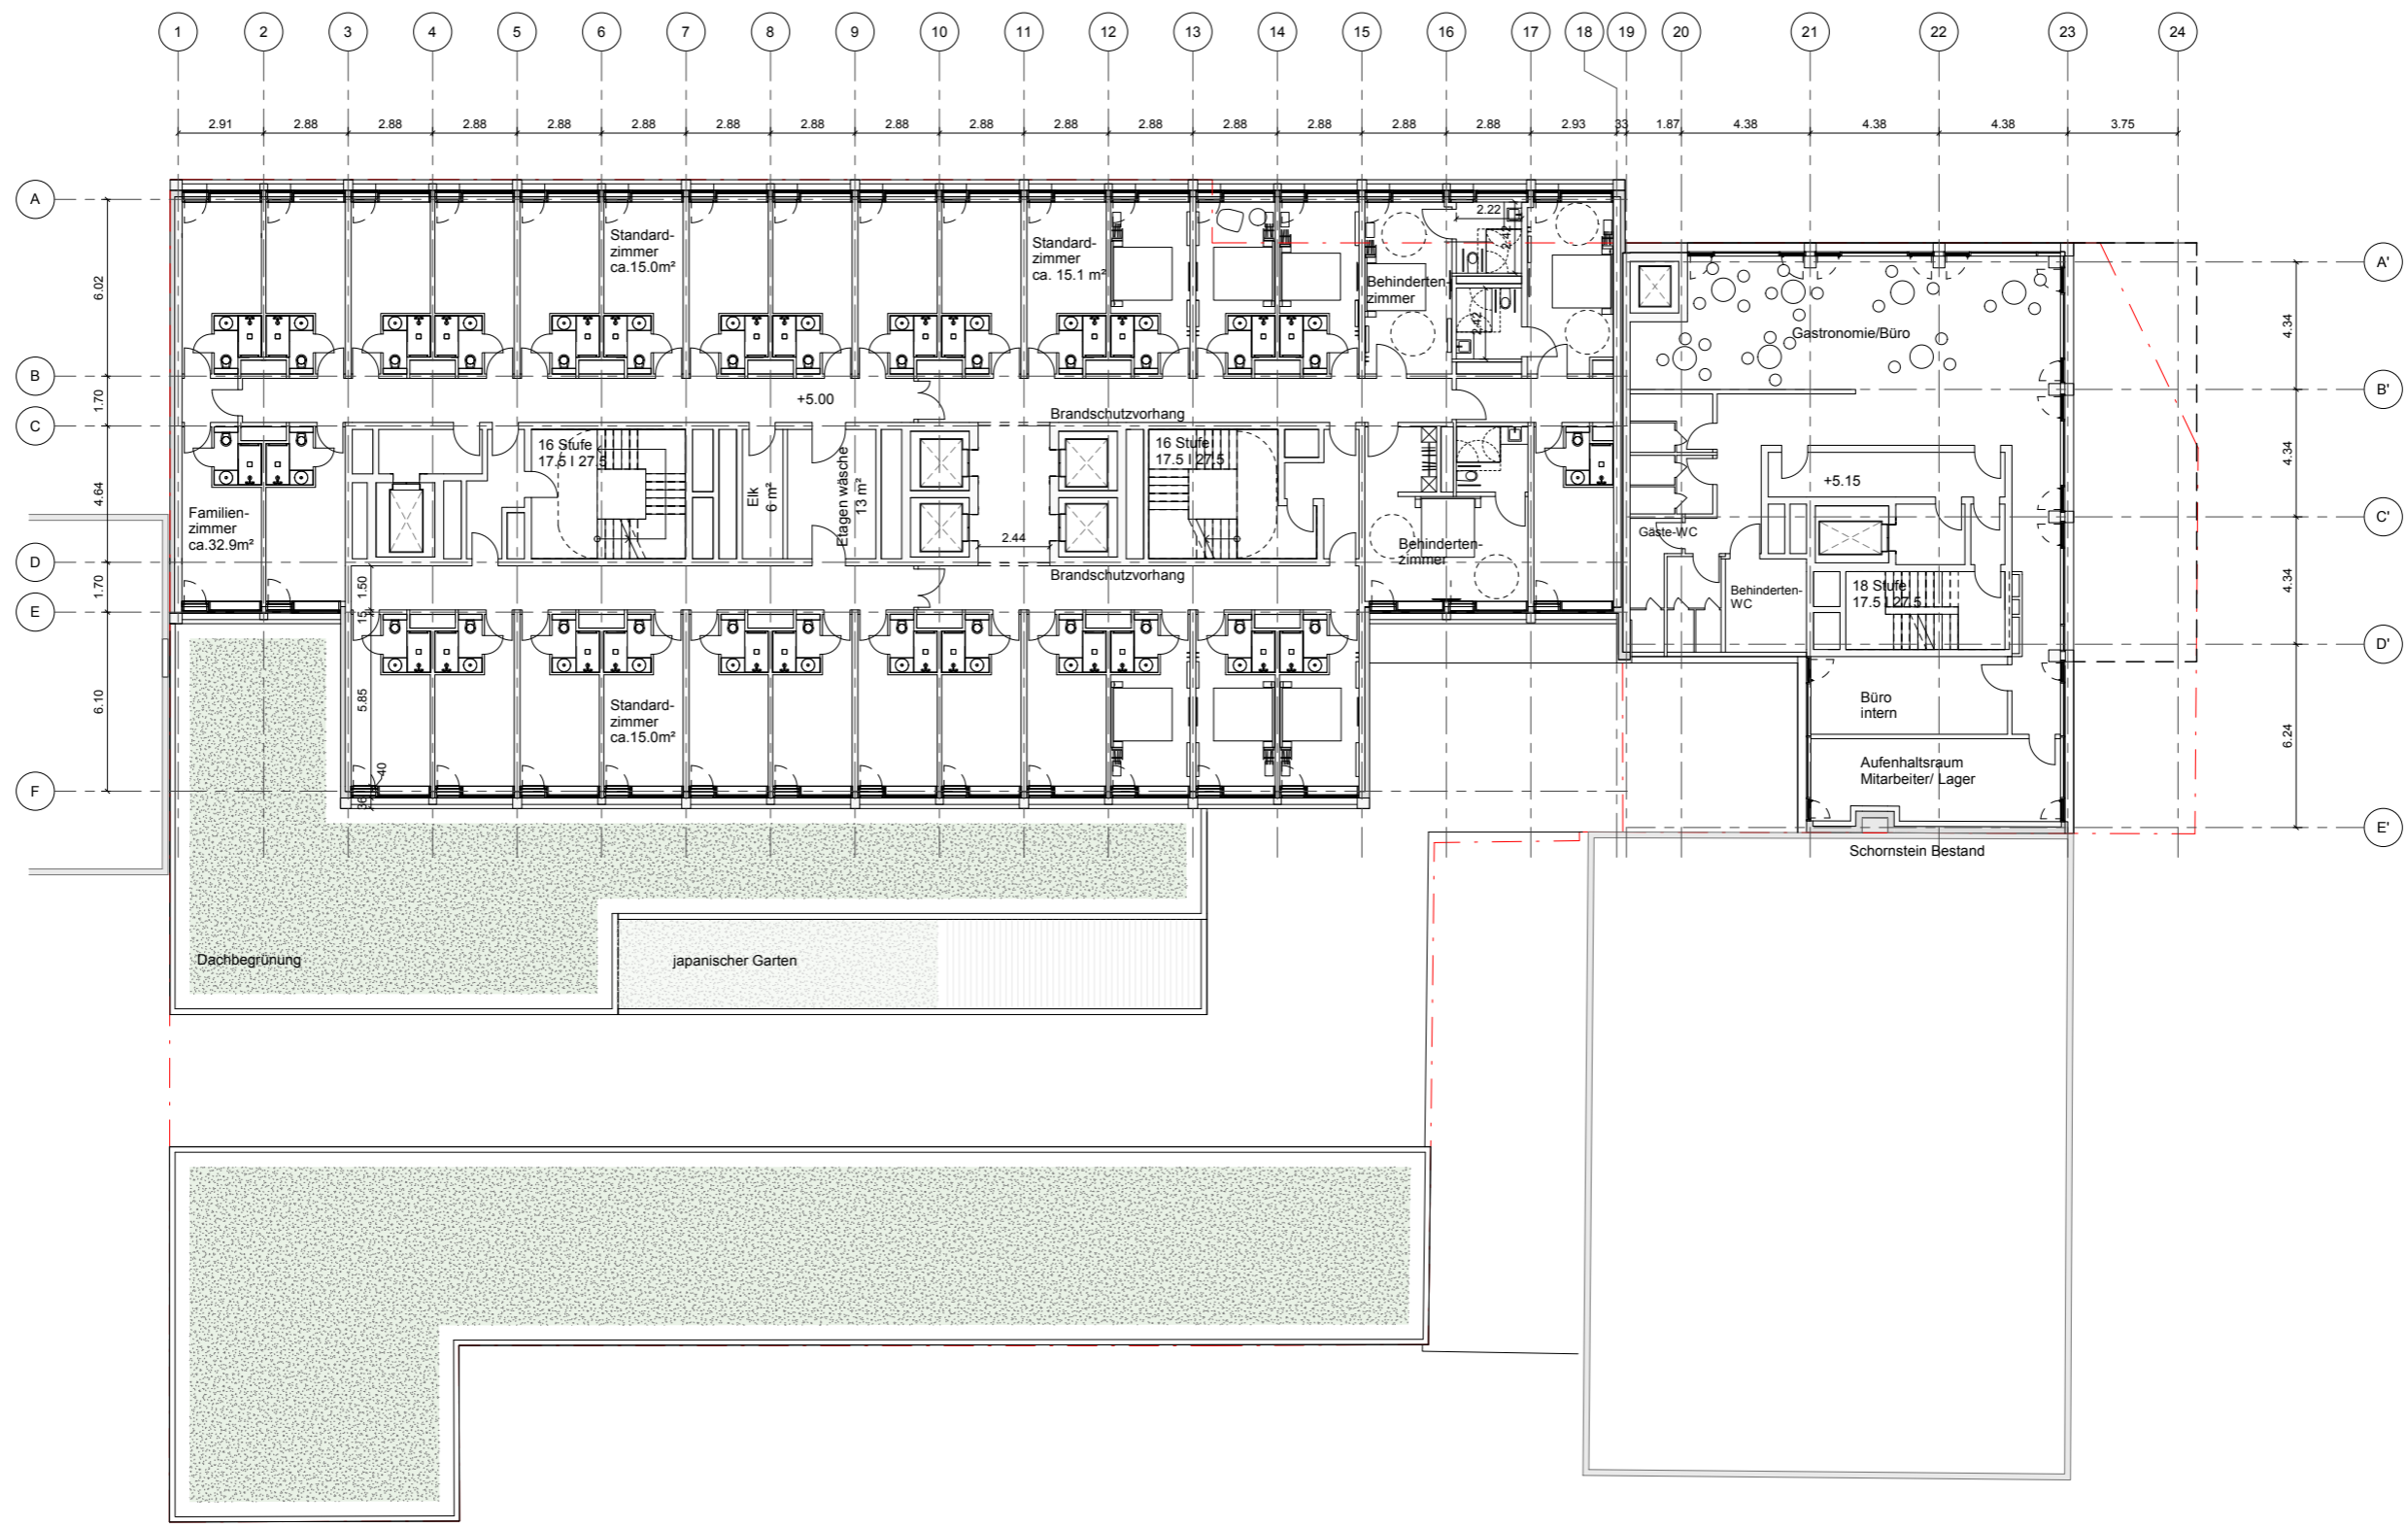 1 2 3 4 5 6 7 8 9 10 11 12 13 14 15 16 17 18 19 20 21 22 23 24
2.91 2.88 2.88 2.88 2.88 2.88 2.88 2.88 2.88 2.88 2.88 2.88 2.88 2.88 2.88 2.88 2.93 33 1.87 4.38 4.38 4.38 3.75
A
B
C
D
E
F
6.02
1.70
4.64
1.70
6.10
A'
B'
C'
D'
E'
4.34
4.34
4.34
6.24
Standard-
zimmer
ca.15.0m²
Standard-
zimmer
ca. 15.1 m²
Behinderten-
zimmer
2.22
2.42
2.42
Gastronomie/Büro
+5.00
Brandschutzvorhang
16 Stufe
17.5 I 27.5
Elk
6 m²
Etagen wäsche
13 m²
16 Stufe
17.5 I 27.5
2.44
Brandschutzvorhang
Familien-
zimmer
ca.32.9m²
Behinderten-
zimmer
+5.15
Gäste-WC
Behinderten-
WC
18 Stufe
17.5 I 27.5
1.50
15
5.85
40
36
Standard-
zimmer
ca.15.0m²
Büro
intern
Aufenhaltsraum
Mitarbeiter/ Lager
Schornstein Bestand
Dachbegrünung
japanischer Garten